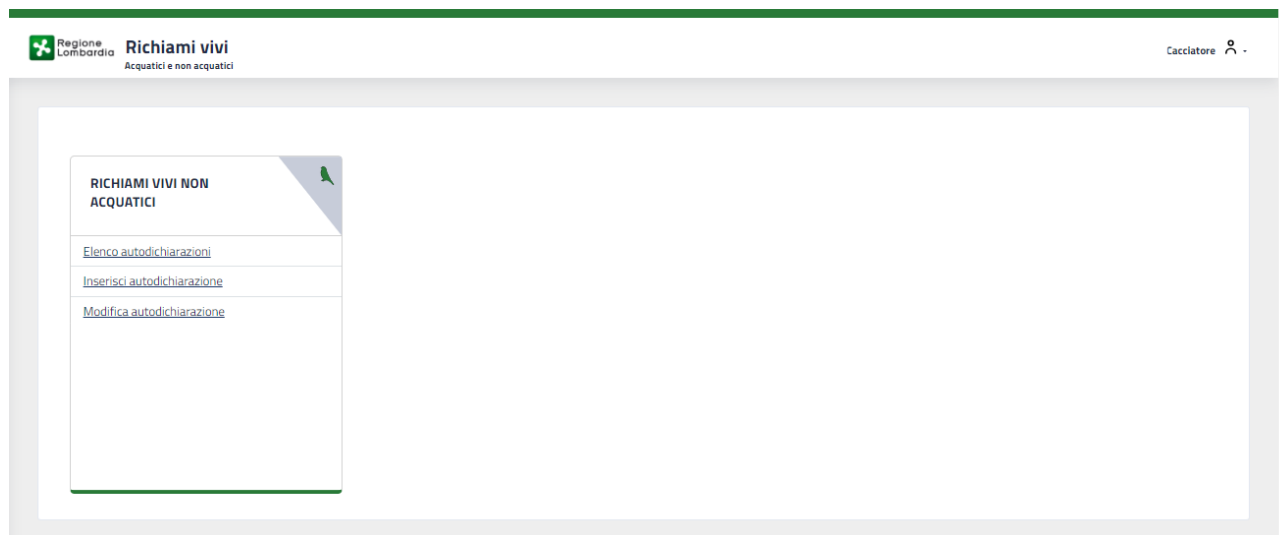 Regione
Lombardia
Richiami vivi
Acquatici e non acquatici
Cacciatore
RICHIAMI VIVI NON
ACQUATICI
Elenco autodichiarazioni
Inserisci autodichiarazione
Modifica autodichiarazione